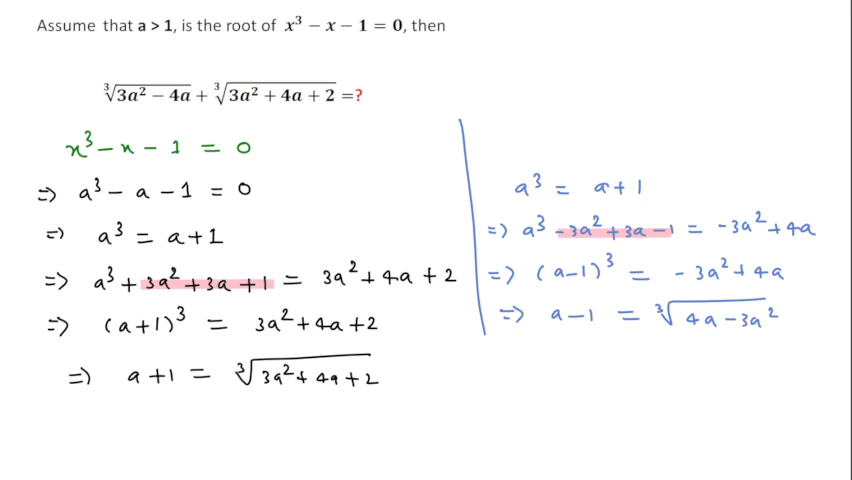 Assume that a > 1, is the root of x³ − x − 1 = 0, then
∛(3a² − 4a) + ∛(3a² + 4a + 2) =?
x³ − x − 1 = 0
⇒ a³ − a − 1 = 0
⇒ a³ = a + 1
⇒ a³ + 3a² + 3a + 1 = 3a² + 4a + 2
⇒ (a+1)³ = 3a² + 4a + 2
⇒ a + 1 = ∛(3a² + 4a + 2)
a³ = a + 1
⇒ a³ − 3a² + 3a − 1 = −3a² + 4a
⇒ (a−1)³ = −3a² + 4a
⇒ a − 1 = ∛(4a − 3a²)